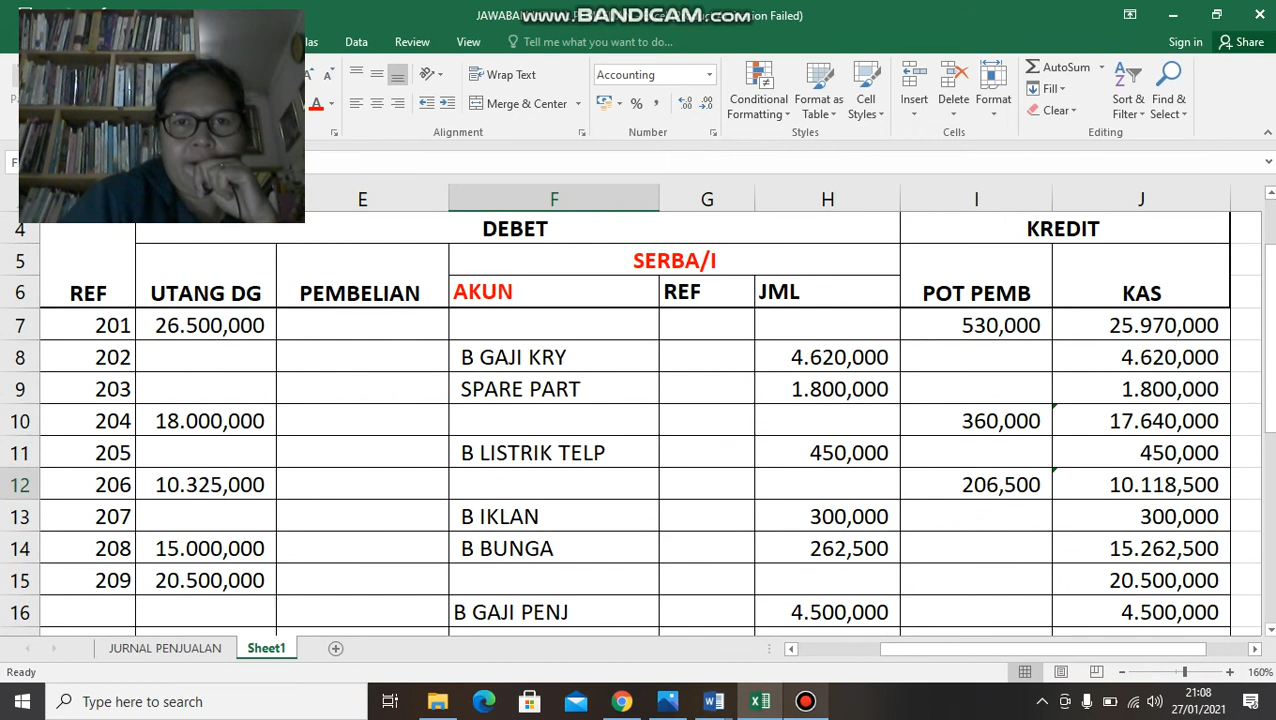 JAWABA
www.BANDICAM.com
on Failed)
las Data Review View Tell me what you want to do... Sign in Share
Wrap Text Accounting AutoSum
Merge & Center % , Fill
Conditional Formatting Format as Table Cell Styles Insert Delete Format Clear Sort & Filter Find & Select
Alignment Number Styles Cells Editing
E F G H I J
4 DEBET KREDIT
5 SERBA/I
6 REF UTANG DG PEMBELIAN AKUN REF JML POT PEMB KAS
7 201 26.500,000 530,000 25.970,000
8 202 B GAJI KRY 4.620,000 4.620,000
9 203 SPARE PART 1.800,000 1.800,000
10 204 18.000,000 360,000 17.640,000
11 205 B LISTRIK TELP 450,000 450,000
12 206 10.325,000 206,500 10.118,500
13 207 B IKLAN 300,000 300,000
14 208 15.000,000 B BUNGA 262,500 15.262,500
15 209 20.500,000 20.500,000
16 B GAJI PENJ 4.500,000 4.500,000
JURNAL PENJUALAN Sheet1
Ready 160%
Type here to search 21:08
27/01/2021